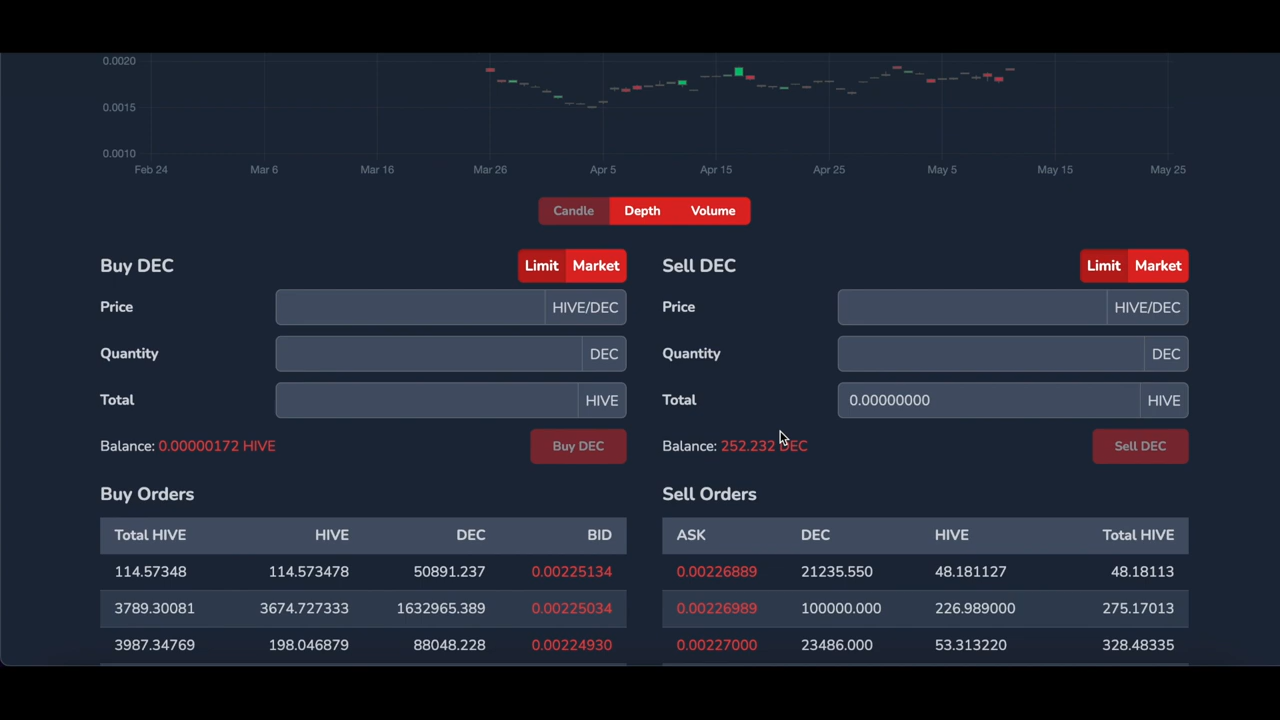 0.0020
0.0015
0.0010
Feb 24 Mar 6 Mar 16 Mar 26 Apr 5 Apr 15 Apr 25 May 5 May 15 May 25
Candle Depth Volume
Buy DEC Limit Market
Price HIVE/DEC
Quantity DEC
Total HIVE
Balance: 0.00000172 HIVE Buy DEC
Sell DEC Limit Market
Price HIVE/DEC
Quantity DEC
Total 0.00000000 HIVE
Balance: 252.232 DEC Sell DEC
Buy Orders
Total HIVE HIVE DEC BID
114.57348 114.573478 50891.237 0.00225134
3789.30081 3674.727333 1632965.389 0.00225034
3987.34769 198.046879 88048.228 0.00224930
Sell Orders
ASK DEC HIVE Total HIVE
0.00226889 21235.550 48.181127 48.18113
0.00226989 100000.000 226.989000 275.17013
0.00227000 23486.000 53.313220 328.48335